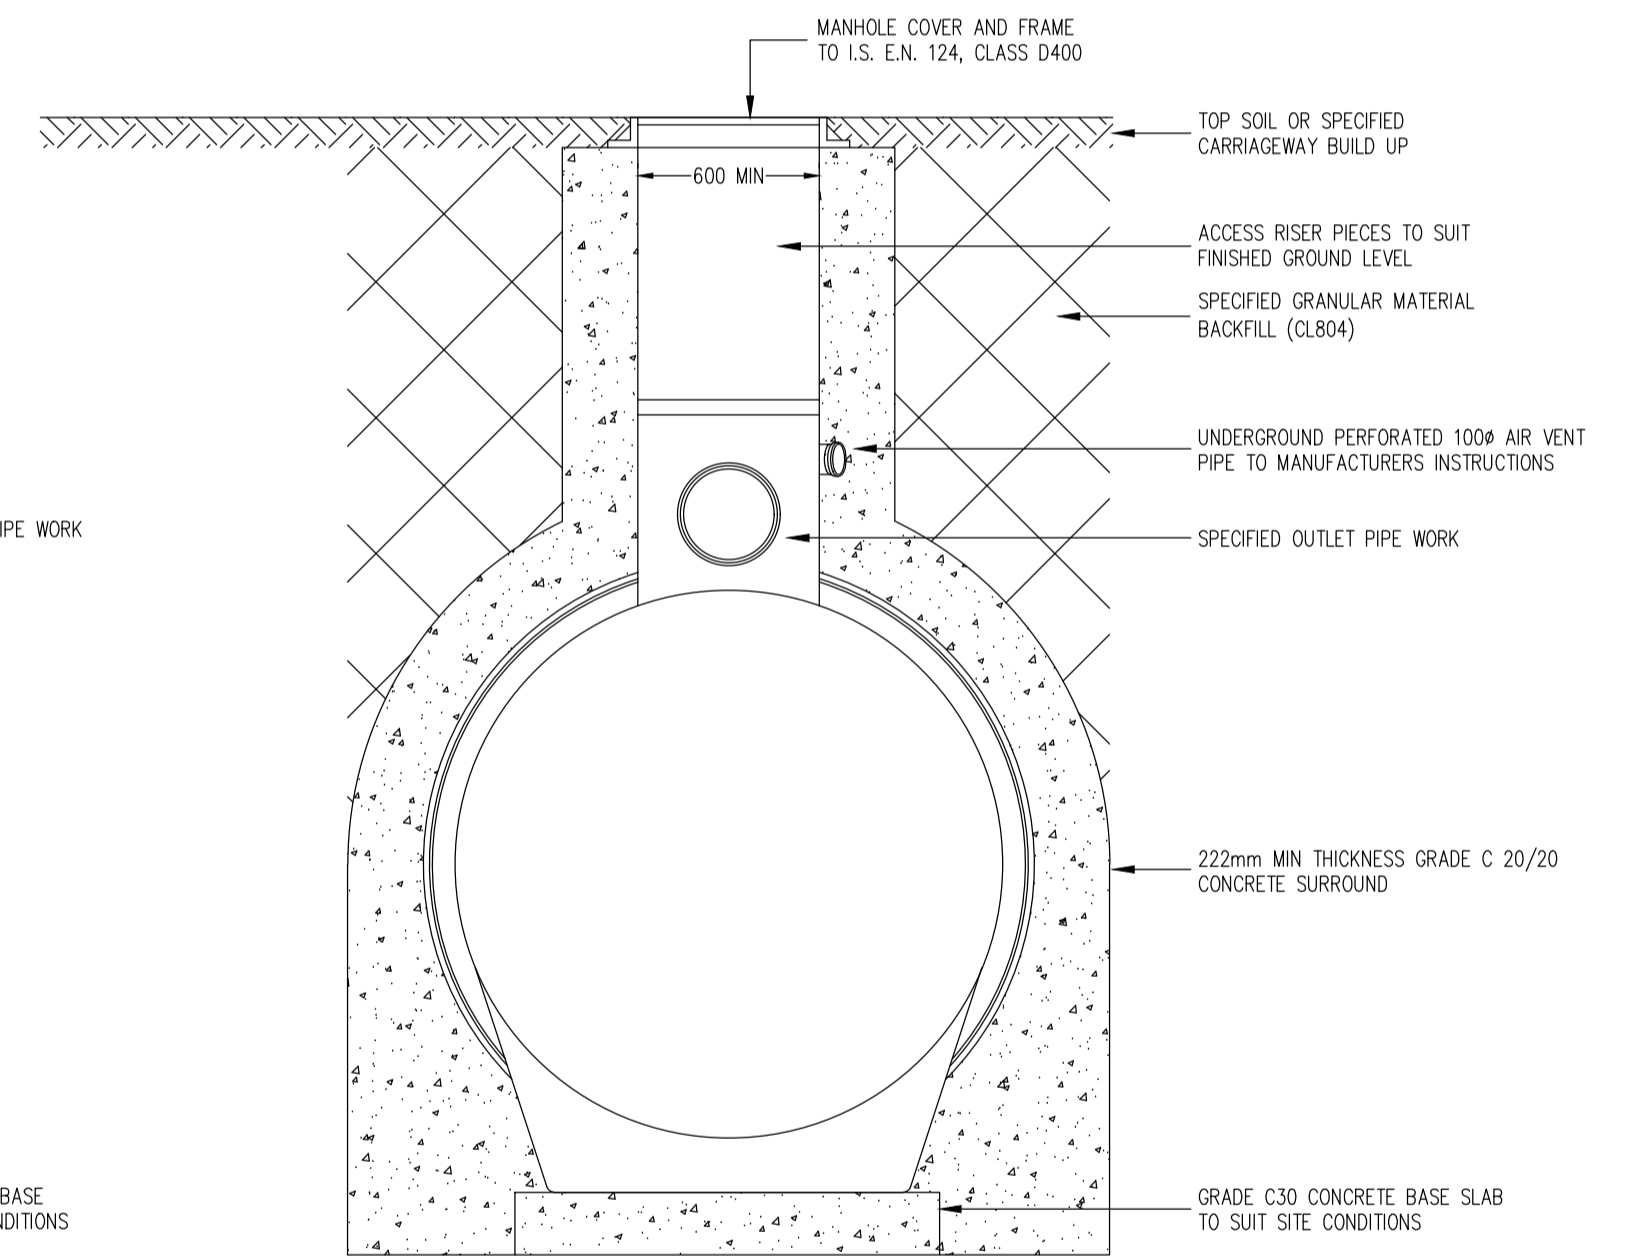 MANHOLE COVER AND FRAME
TO I.S. E.N. 124, CLASS D400
TOP SOIL OR SPECIFIED
CARRIAGEWAY BUILD UP
600 MIN
ACCESS RISER PIECES TO SUIT
FINISHED GROUND LEVEL
SPECIFIED GRANULAR MATERIAL
BACKFILL (CL804)
UNDERGROUND PERFORATED 100ø AIR VENT
PIPE TO MANUFACTURERS INSTRUCTIONS
IPE WORK
SPECIFIED OUTLET PIPE WORK
222mm MIN THICKNESS GRADE C 20/20
CONCRETE SURROUND
BASE
NDITIONS
GRADE C30 CONCRETE BASE SLAB
TO SUIT SITE CONDITIONS